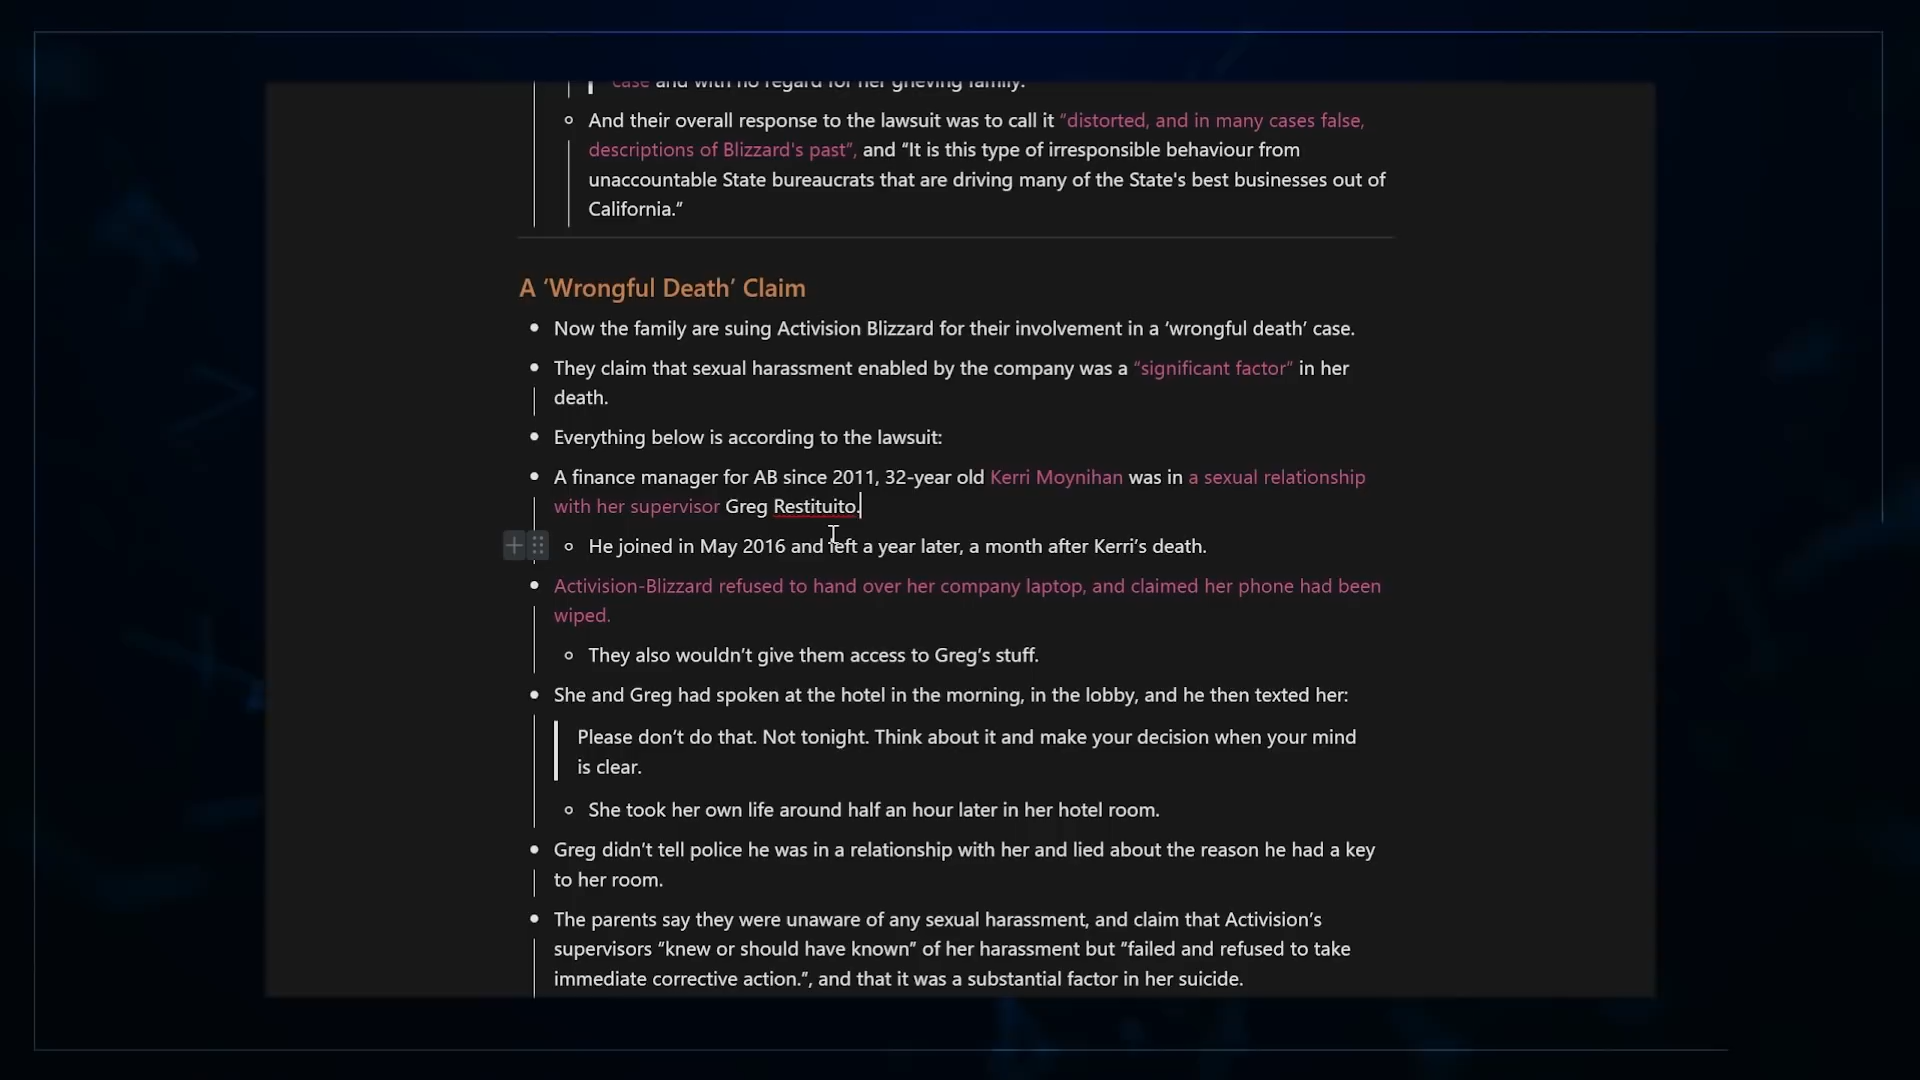 case and with no regard for her grieving family.
And their overall response to the lawsuit was to call it “distorted, and in many cases false,
descriptions of Blizzard's past”, and “It is this type of irresponsible behaviour from
unaccountable State bureaucrats that are driving many of the State's best businesses out of
California.”
A ‘Wrongful Death’ Claim
Now the family are suing Activision Blizzard for their involvement in a ‘wrongful death’ case.
They claim that sexual harassment enabled by the company was a “significant factor” in her
death.
Everything below is according to the lawsuit:
A finance manager for AB since 2011, 32-year old Kerri Moynihan was in a sexual relationship
with her supervisor Greg Restituito.
He joined in May 2016 and left a year later, a month after Kerri’s death.
Activision-Blizzard refused to hand over her company laptop, and claimed her phone had been
wiped.
They also wouldn’t give them access to Greg’s stuff.
She and Greg had spoken at the hotel in the morning, in the lobby, and he then texted her:
Please don’t do that. Not tonight. Think about it and make your decision when your mind
is clear.
She took her own life around half an hour later in her hotel room.
Greg didn’t tell police he was in a relationship with her and lied about the reason he had a key
to her room.
The parents say they were unaware of any sexual harassment, and claim that Activision’s
supervisors “knew or should have known” of her harassment but “failed and refused to take
immediate corrective action.”, and that it was a substantial factor in her suicide.